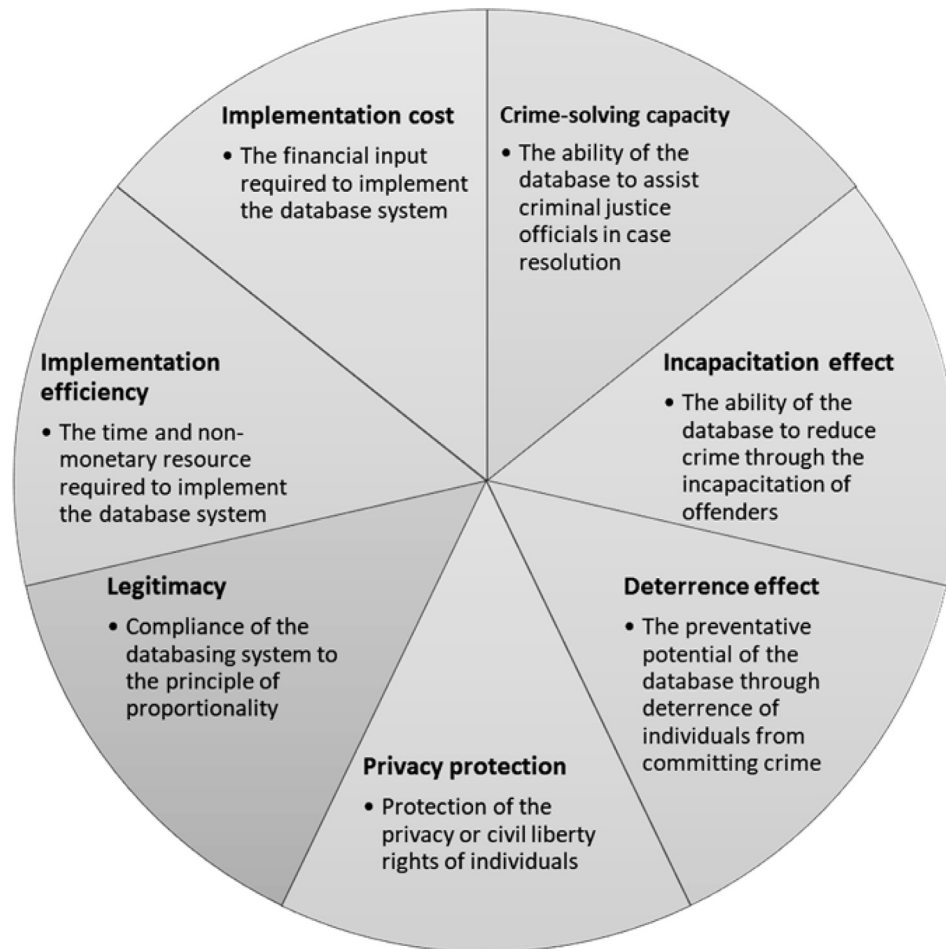 Implementation cost
• The financial input
required to implement
the database system
Crime-solving capacity
• The ability of the
database to assist
criminal justice
officials in case
resolution
Incapacitation effect
• The ability of the
database to reduce
crime through the
incapacitation of
offenders
Deterrence effect
• The preventative
potential of the
database through
deterrence of
individuals from
committing crime
Privacy protection
• Protection of the
privacy or civil liberty
rights of individuals
Legitimacy
• Compliance of the
databasing system to
the principle of
proportionality
Implementation
efficiency
• The time and non-
monetary resource
required to implement
the database system